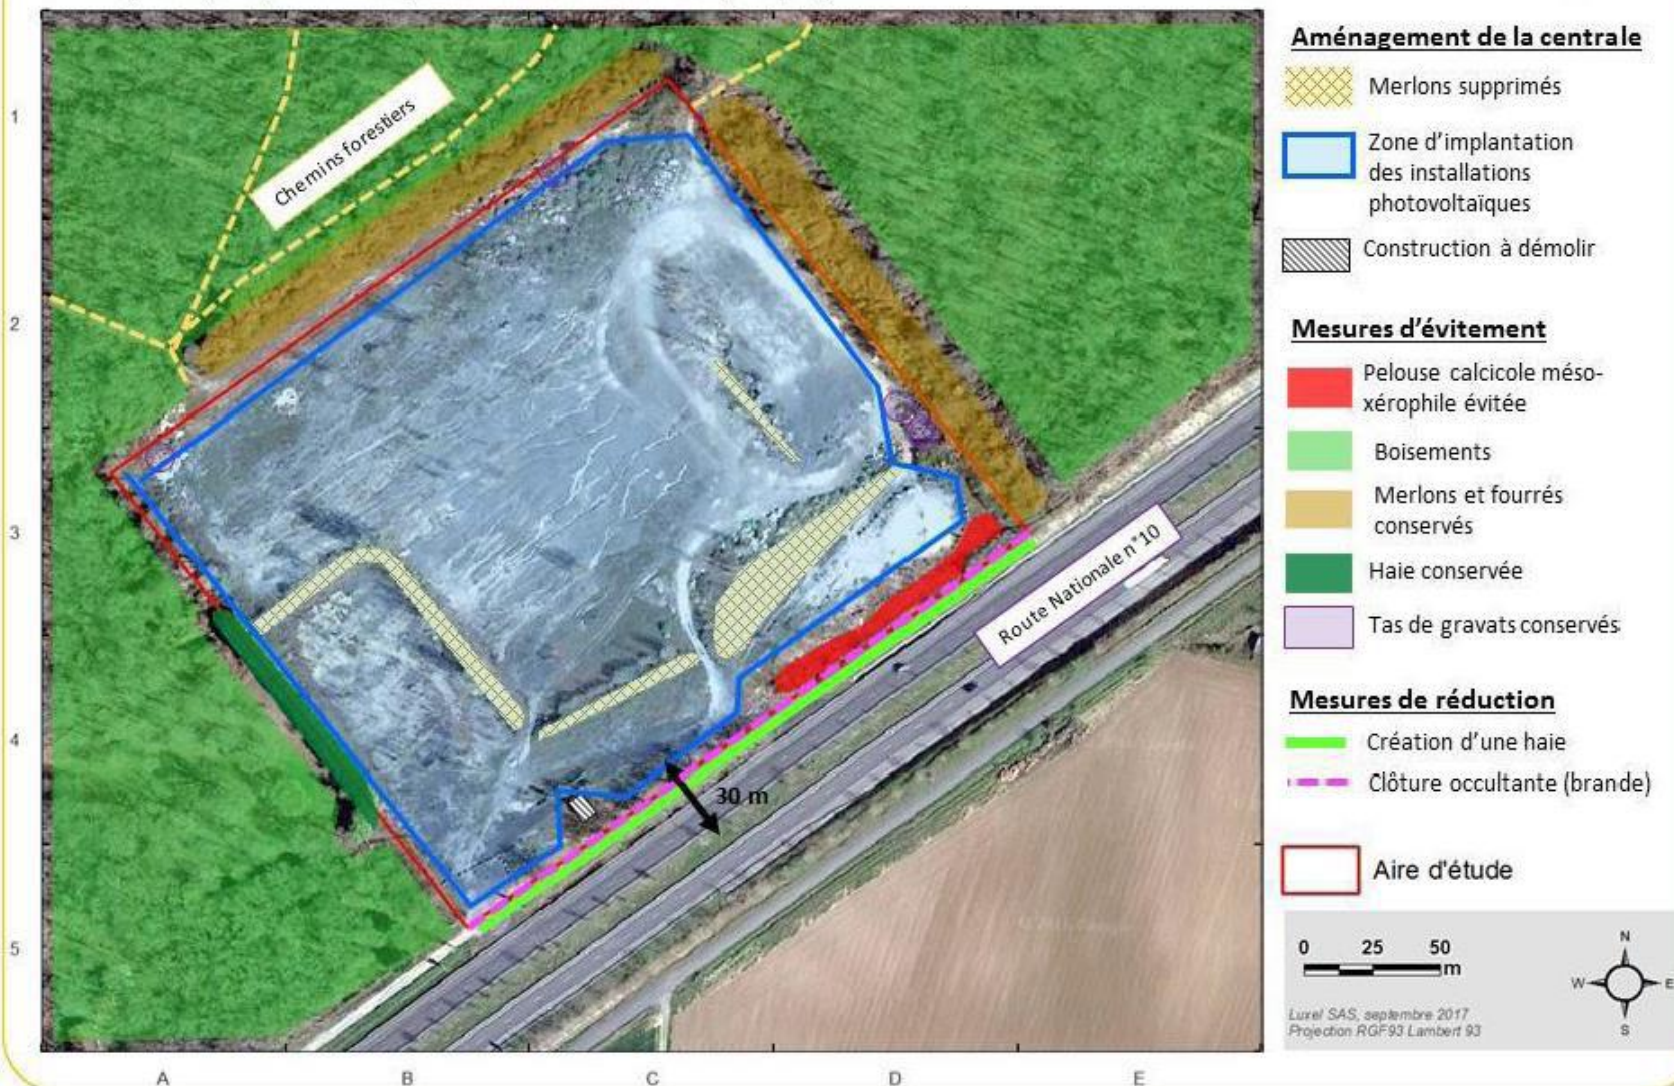 1
2
3
4
5
A
B
C
D
E
Chemins forestiers
Route Nationale n°10
30 m
Aménagement de la centrale
Merlons supprimés
Zone d'implantation
des installations
photovoltaïques
Construction à démolir
Mesures d'évitement
Pelouse calcicole méso-
xérophile évitée
Boisements
Merlons et fourrés
conservés
Haie conservée
Tas de gravats conservés
Mesures de réduction
Création d'une haie
Clôture occultante (brande)
Aire d'étude
0 25 50
m
N
W E
S
Luxel SAS, septembre 2017
Projection RGF93 Lambert 93